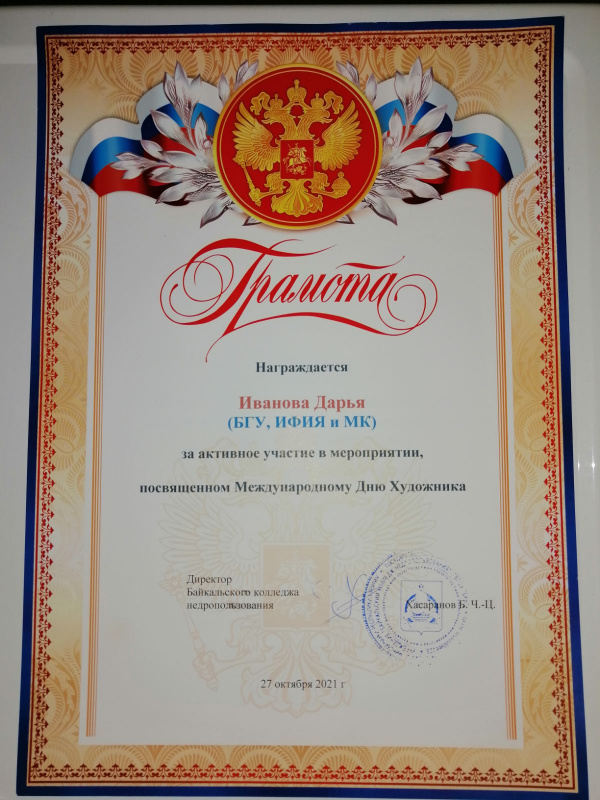 Грамота
Награждается
Иванова Дарья
(БГУ, ИФИЯ и МК)
за активное участие в мероприятии,
посвященном Международному Дню Художника
Директор
Байкальского колледжа
недропользования
Хасаранов Б. Ч.-Ц.
27 октября 2021 г